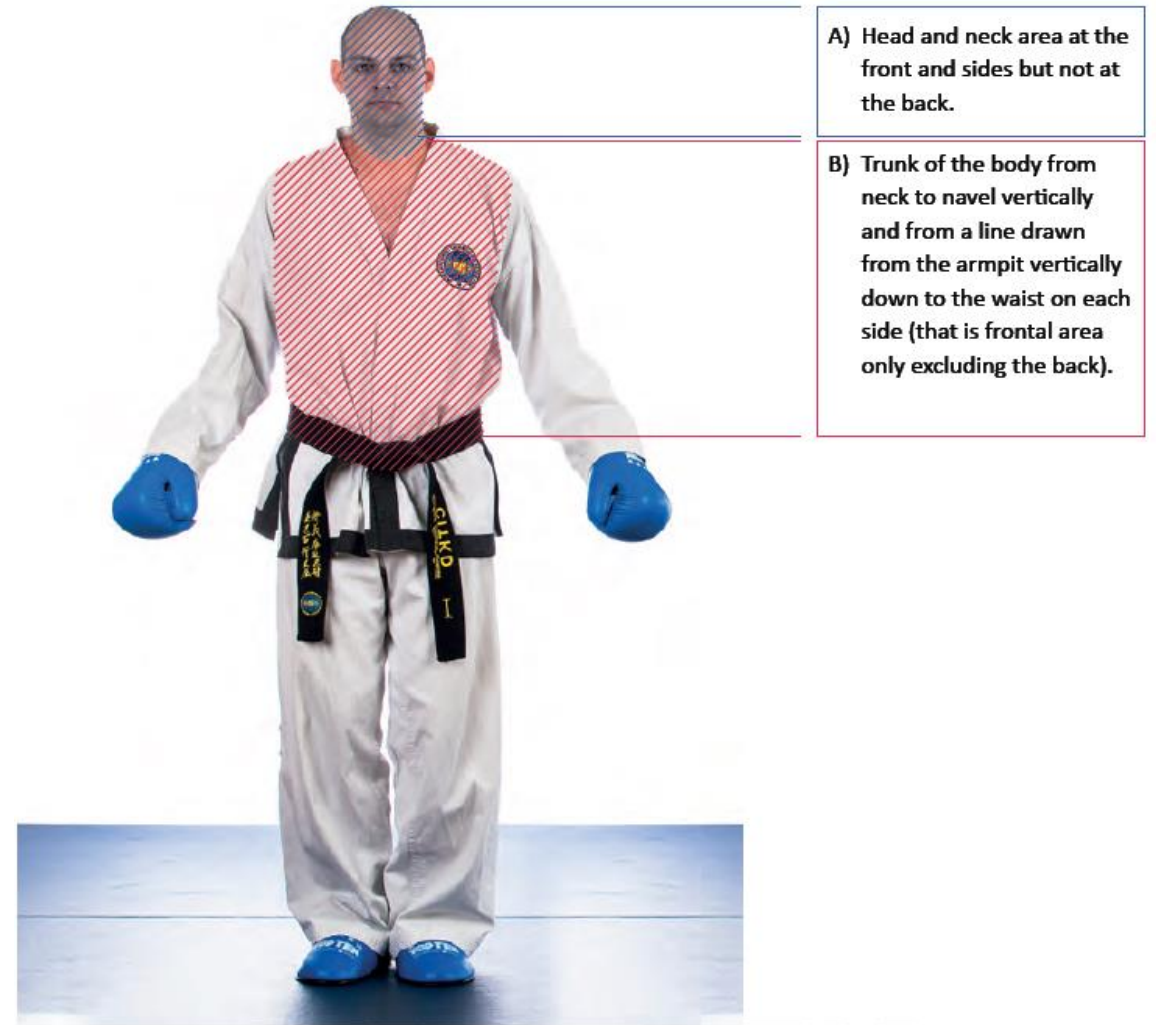 A) Head and neck area at the
front and sides but not at
the back.
B) Trunk of the body from
neck to navel vertically
and from a line drawn
from the armpit vertically
down to the waist on each
side (that is frontal area
only excluding the back).
I